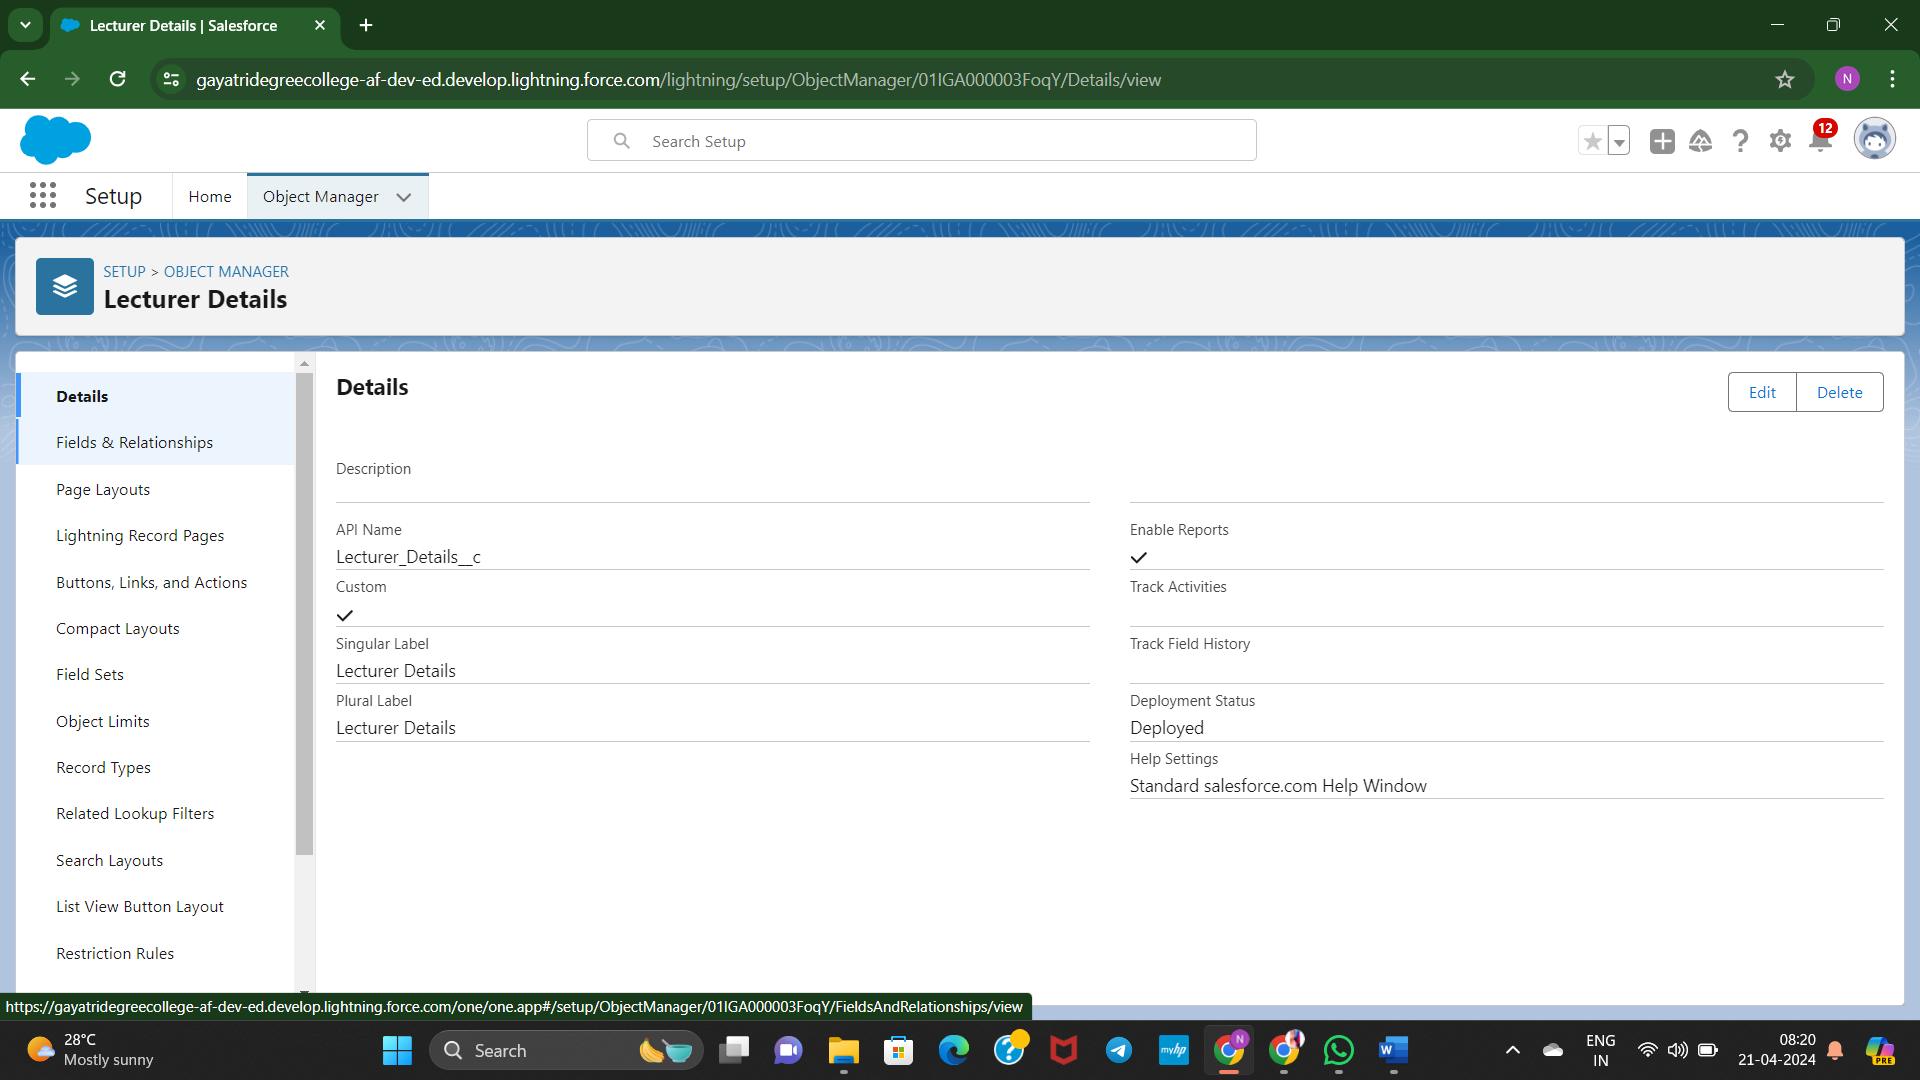 Lecturer Details | Salesforce
gayatridegreecollege-af-dev-ed.develop.lightning.force.com/lightning/setup/ObjectManager/01IGA000003FoqY/Details/view
N
Search Setup
12
Setup
Home
Object Manager
SETUP > OBJECT MANAGER
Lecturer Details
Details
Fields & Relationships
Page Layouts
Lightning Record Pages
Buttons, Links, and Actions
Compact Layouts
Field Sets
Object Limits
Record Types
Related Lookup Filters
Search Layouts
List View Button Layout
Restriction Rules
Details
Edit
Delete
Description
API Name
Lecturer_Details__c
Custom
Singular Label
Lecturer Details
Plural Label
Lecturer Details
Enable Reports
Track Activities
Track Field History
Deployment Status
Deployed
Help Settings
Standard salesforce.com Help Window
https://gayatridegreecollege-af-dev-ed.develop.lightning.force.com/one/one.app#/setup/ObjectManager/01IGA000003FoqY/FieldsAndRelationships/view
28°C
Mostly sunny
Search
myhp
N
W
ENG
IN
08:20
21-04-2024
PRE